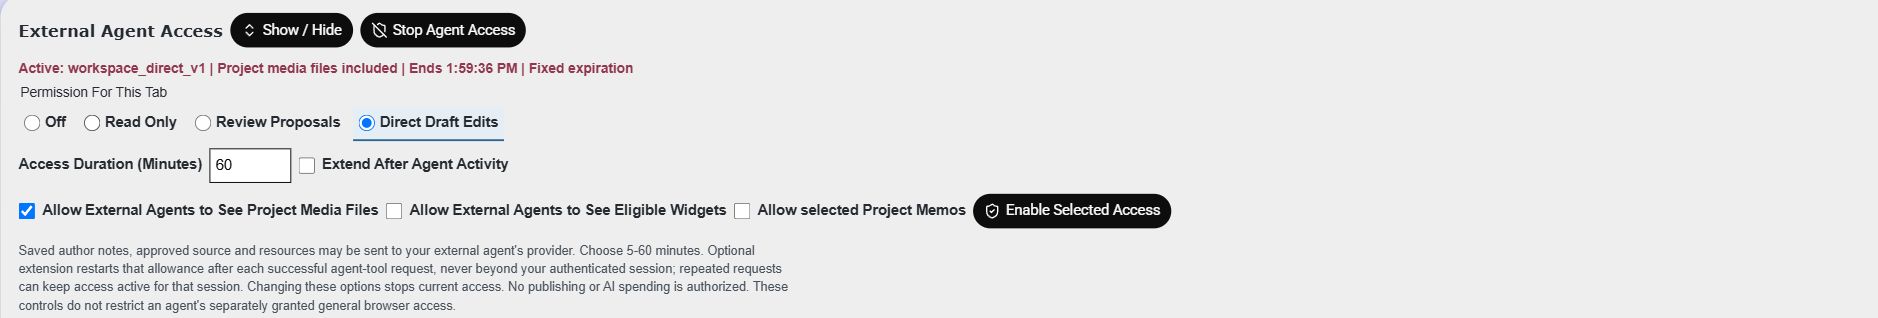 External Agent Access Show / Hide Stop Agent Access
Active: workspace_direct_v1 | Project media files included | Ends 1:59:36 PM | Fixed expiration
Permission For This Tab
Off Read Only Review Proposals Direct Draft Edits
Access Duration (Minutes) 60 Extend After Agent Activity
Allow External Agents to See Project Media Files Allow External Agents to See Eligible Widgets Allow selected Project Memos Enable Selected Access
Saved author notes, approved source and resources may be sent to your external agent's provider. Choose 5-60 minutes. Optional
extension restarts that allowance after each successful agent-tool request, never beyond your authenticated session; repeated requests
can keep access active for that session. Changing these options stops current access. No publishing or AI spending is authorized. These
controls do not restrict an agent's separately granted general browser access.